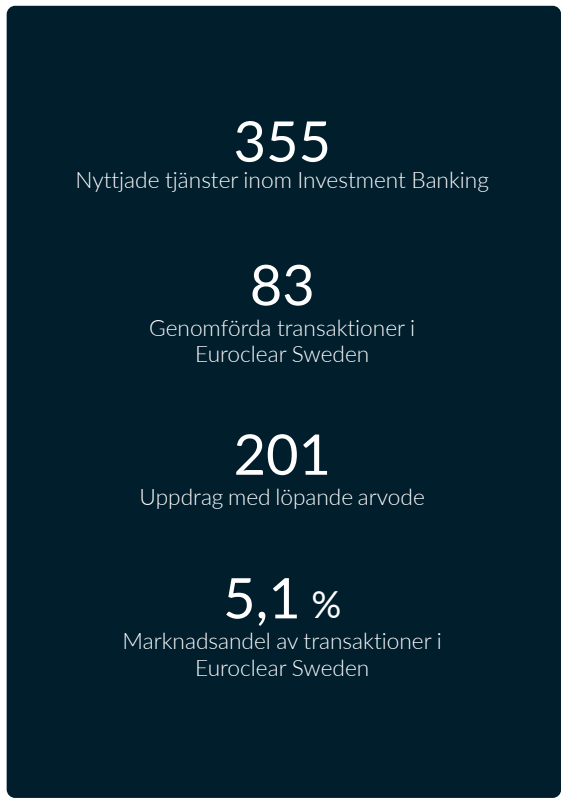 355
Nyttjade tjänster inom Investment Banking
83
Genomförda transaktioner i
Euroclear Sweden
201
Uppdrag med löpande arvode
5,1 %
Marknadsandel av transaktioner i
Euroclear Sweden